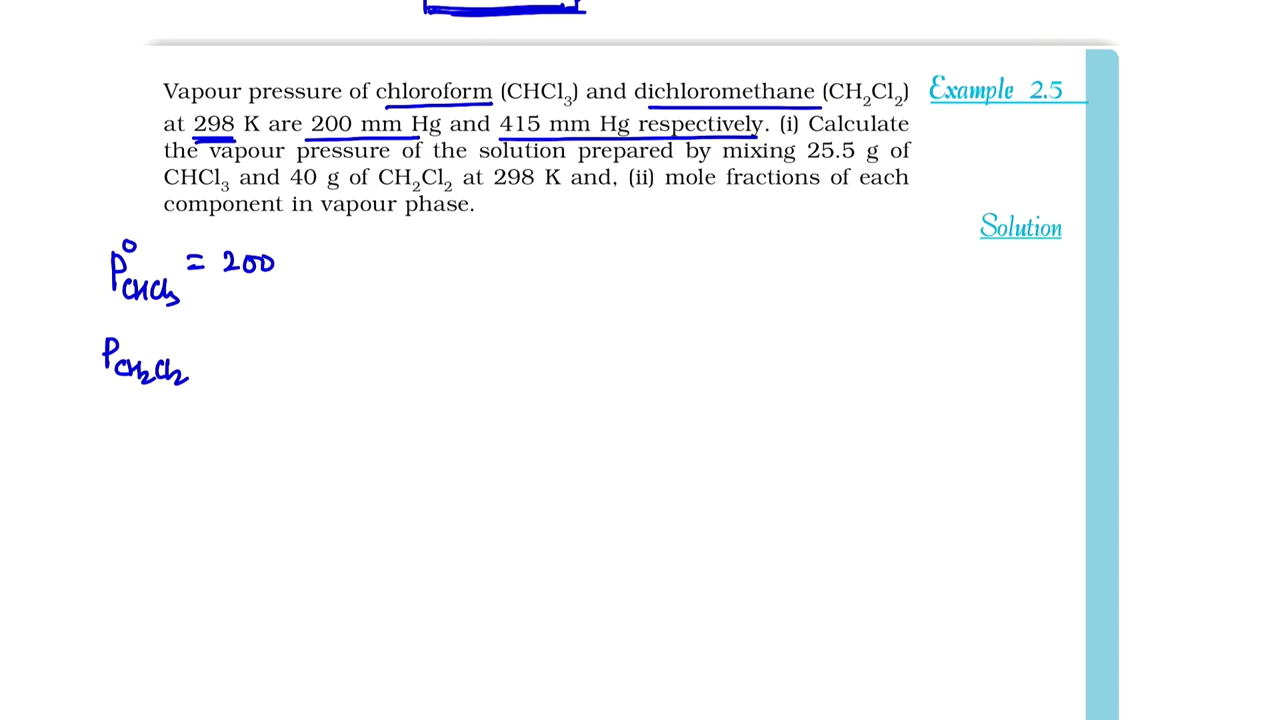 Vapour pressure of chloroform (CHCl₃) and dichloromethane (CH₂Cl₂)
at 298 K are 200 mm Hg and 415 mm Hg respectively. (i) Calculate
the vapour pressure of the solution prepared by mixing 25.5 g of
CHCl₃ and 40 g of CH₂Cl₂ at 298 K and, (ii) mole fractions of each
component in vapour phase.
Example 2.5
Solution
P⁰CHCl₃ = 200
PCH₂Cl₂